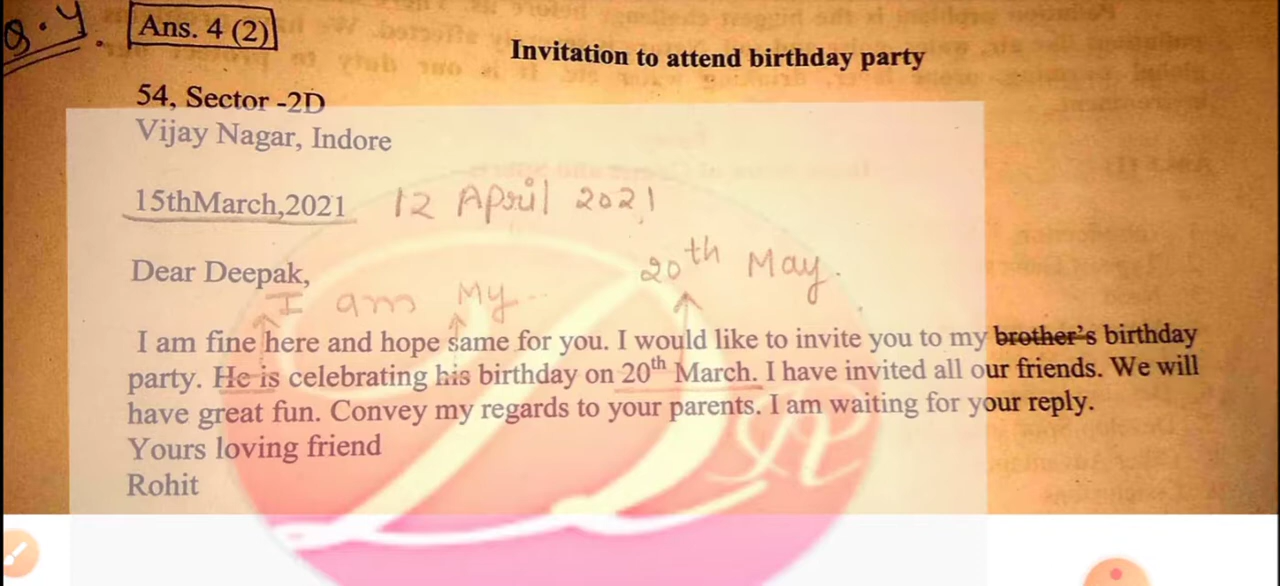 Q.4. Ans. 4 (2)
Invitation to attend birthday party
54, Sector -2D
Vijay Nagar, Indore
15thMarch,2021 12 April 2021
Dear Deepak,
20th May.
I am My
I am fine here and hope same for you. I would like to invite you to my brother's birthday
party. He is celebrating his birthday on 20th March. I have invited all our friends. We will
have great fun. Convey my regards to your parents. I am waiting for your reply.
Yours loving friend
Rohit